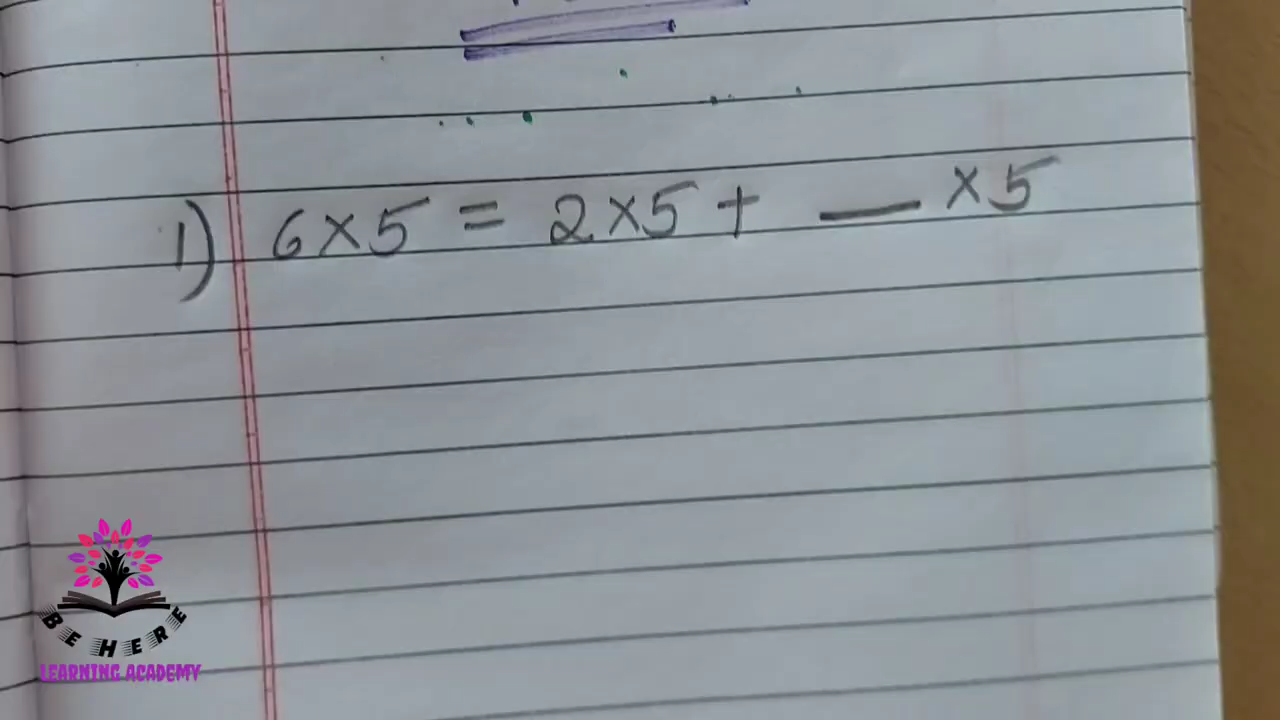 1) 6×5 = 2×5 + __ ×5
BE HERE
LEARNING ACADEMY